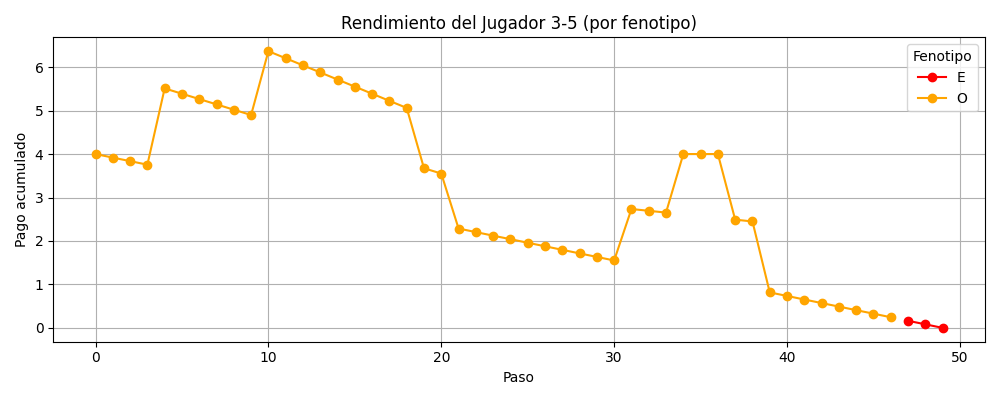 Rendimiento del Jugador 3-5 (por fenotipo)
Pago acumulado
6
5
4
3
2
1
0
0 10 20 30 40 50
Paso
Fenotipo
E
O